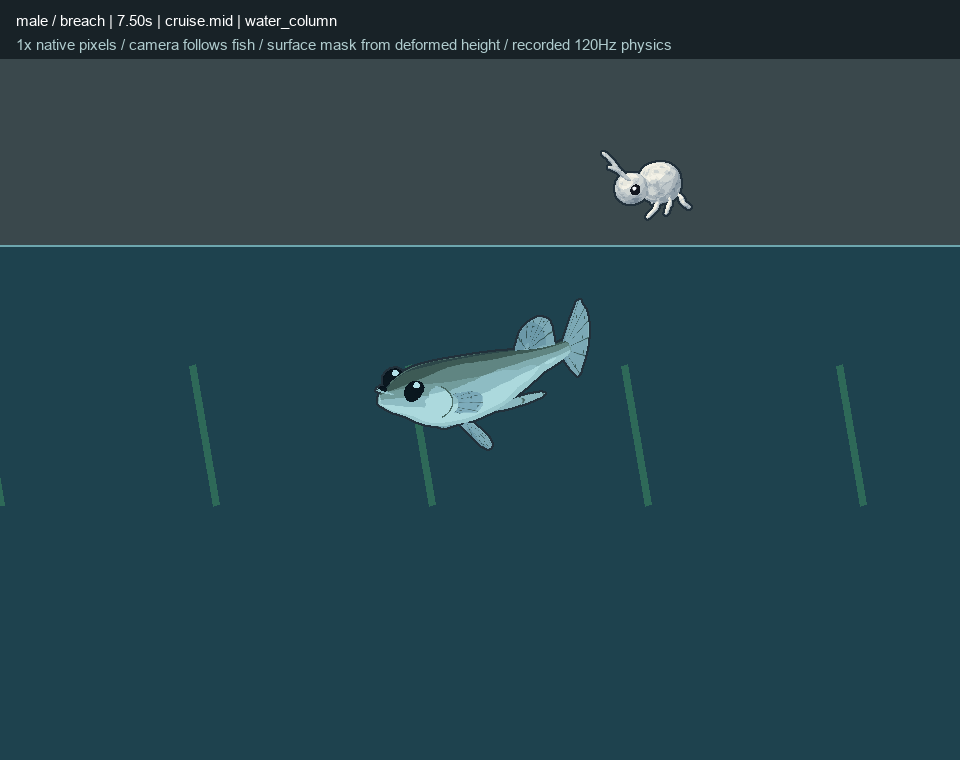 male / breach | 7.50s | cruise.mid | water_column
1x native pixels / camera follows fish / surface mask from deformed height / recorded 120Hz physics